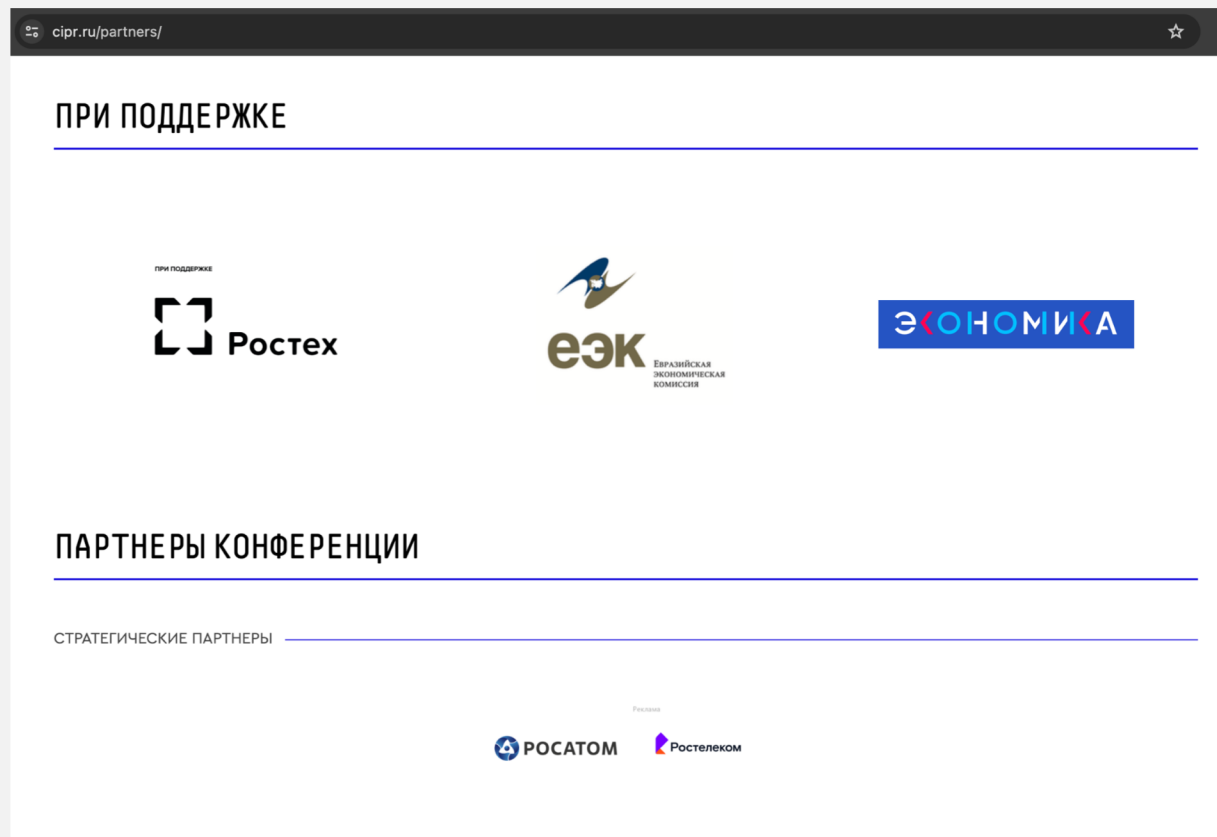 cipr.ru/partners/
ПРИ ПОДДЕРЖКЕ
ПРИ ПОДДЕРЖКЕ
Ростех
еэк
Евразийская
экономическая
комиссия
ЭКОНОМИКА
ПАРТНЕРЫ КОНФЕРЕНЦИИ
СТРАТЕГИЧЕСКИЕ ПАРТНЕРЫ
Реклама
РОСАТОМ
Ростелеком